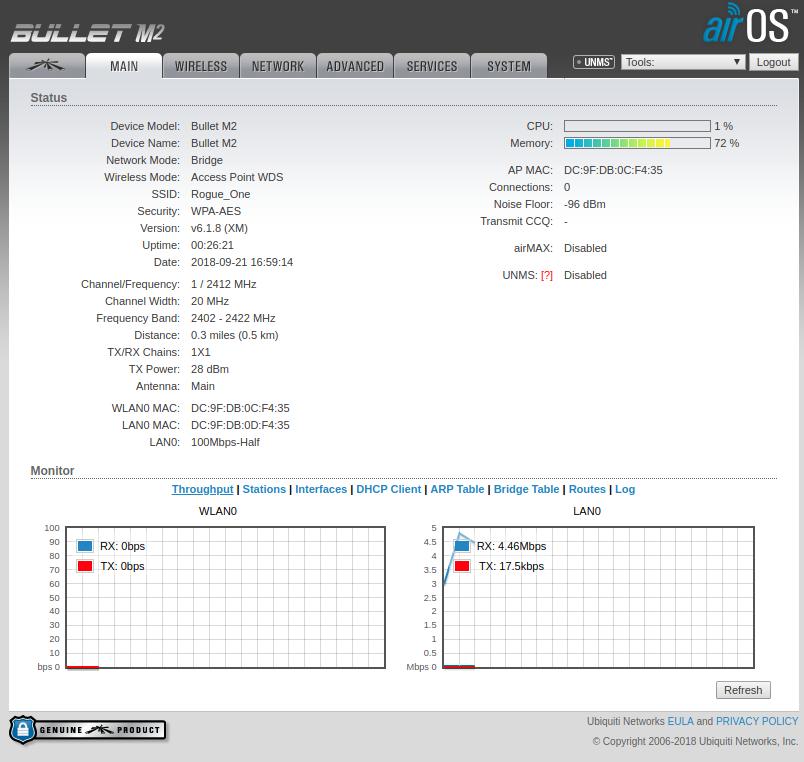 BULLET M2
airOS™
MAIN WIRELESS NETWORK ADVANCED SERVICES SYSTEM
UNMS™ Tools: Logout
Status
Device Model: Bullet M2
Device Name: Bullet M2
Network Mode: Bridge
Wireless Mode: Access Point WDS
SSID: Rogue_One
Security: WPA-AES
Version: v6.1.8 (XM)
Uptime: 00:26:21
Date: 2018-09-21 16:59:14
Channel/Frequency: 1 / 2412 MHz
Channel Width: 20 MHz
Frequency Band: 2402 - 2422 MHz
Distance: 0.3 miles (0.5 km)
TX/RX Chains: 1X1
TX Power: 28 dBm
Antenna: Main
WLAN0 MAC: DC:9F:DB:0C:F4:35
LAN0 MAC: DC:9F:DB:0D:F4:35
LAN0: 100Mbps-Half
CPU: 1 %
Memory: 72 %
AP MAC: DC:9F:DB:0C:F4:35
Connections: 0
Noise Floor: -96 dBm
Transmit CCQ: -
airMAX: Disabled
UNMS: [?] Disabled
Monitor
Throughput | Stations | Interfaces | DHCP Client | ARP Table | Bridge Table | Routes | Log
WLAN0
100
90
80
70
60
50
40
30
20
10
bps 0
RX: 0bps
TX: 0bps
LAN0
5
4.5
4
3.5
3
2.5
2
1.5
1
0.5
Mbps 0
RX: 4.46Mbps
TX: 17.5kbps
Refresh
GENUINE PRODUCT
Ubiquiti Networks EULA and PRIVACY POLICY
© Copyright 2006-2018 Ubiquiti Networks, Inc.